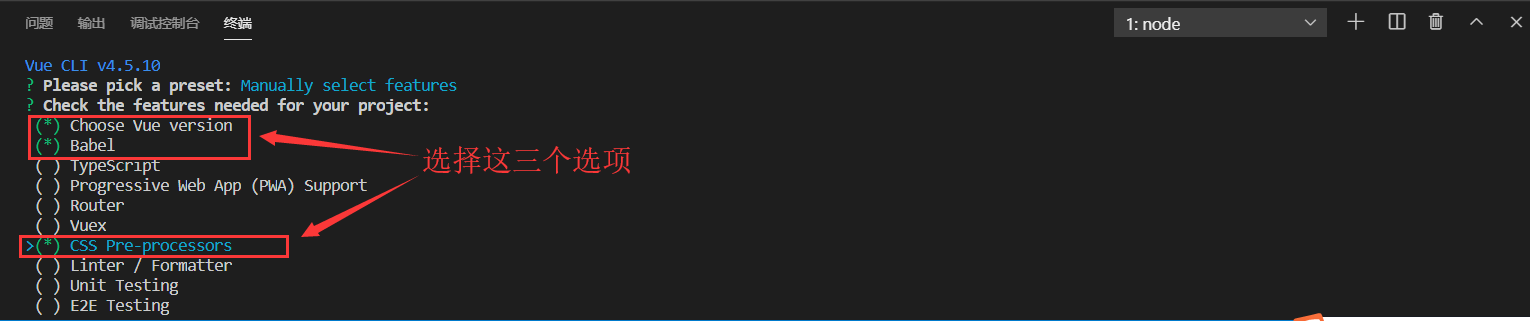 问题 输出 调试控制台 终端 1: node
Vue CLI v4.5.10
? Please pick a preset: Manually select features
? Check the features needed for your project:
(*) Choose Vue version
(*) Babel
( ) TypeScript
选择这三个选项
( ) Progressive Web App (PWA) Support
( ) Router
( ) Vuex
>(*) CSS Pre-processors
( ) Linter / Formatter
( ) Unit Testing
( ) E2E Testing